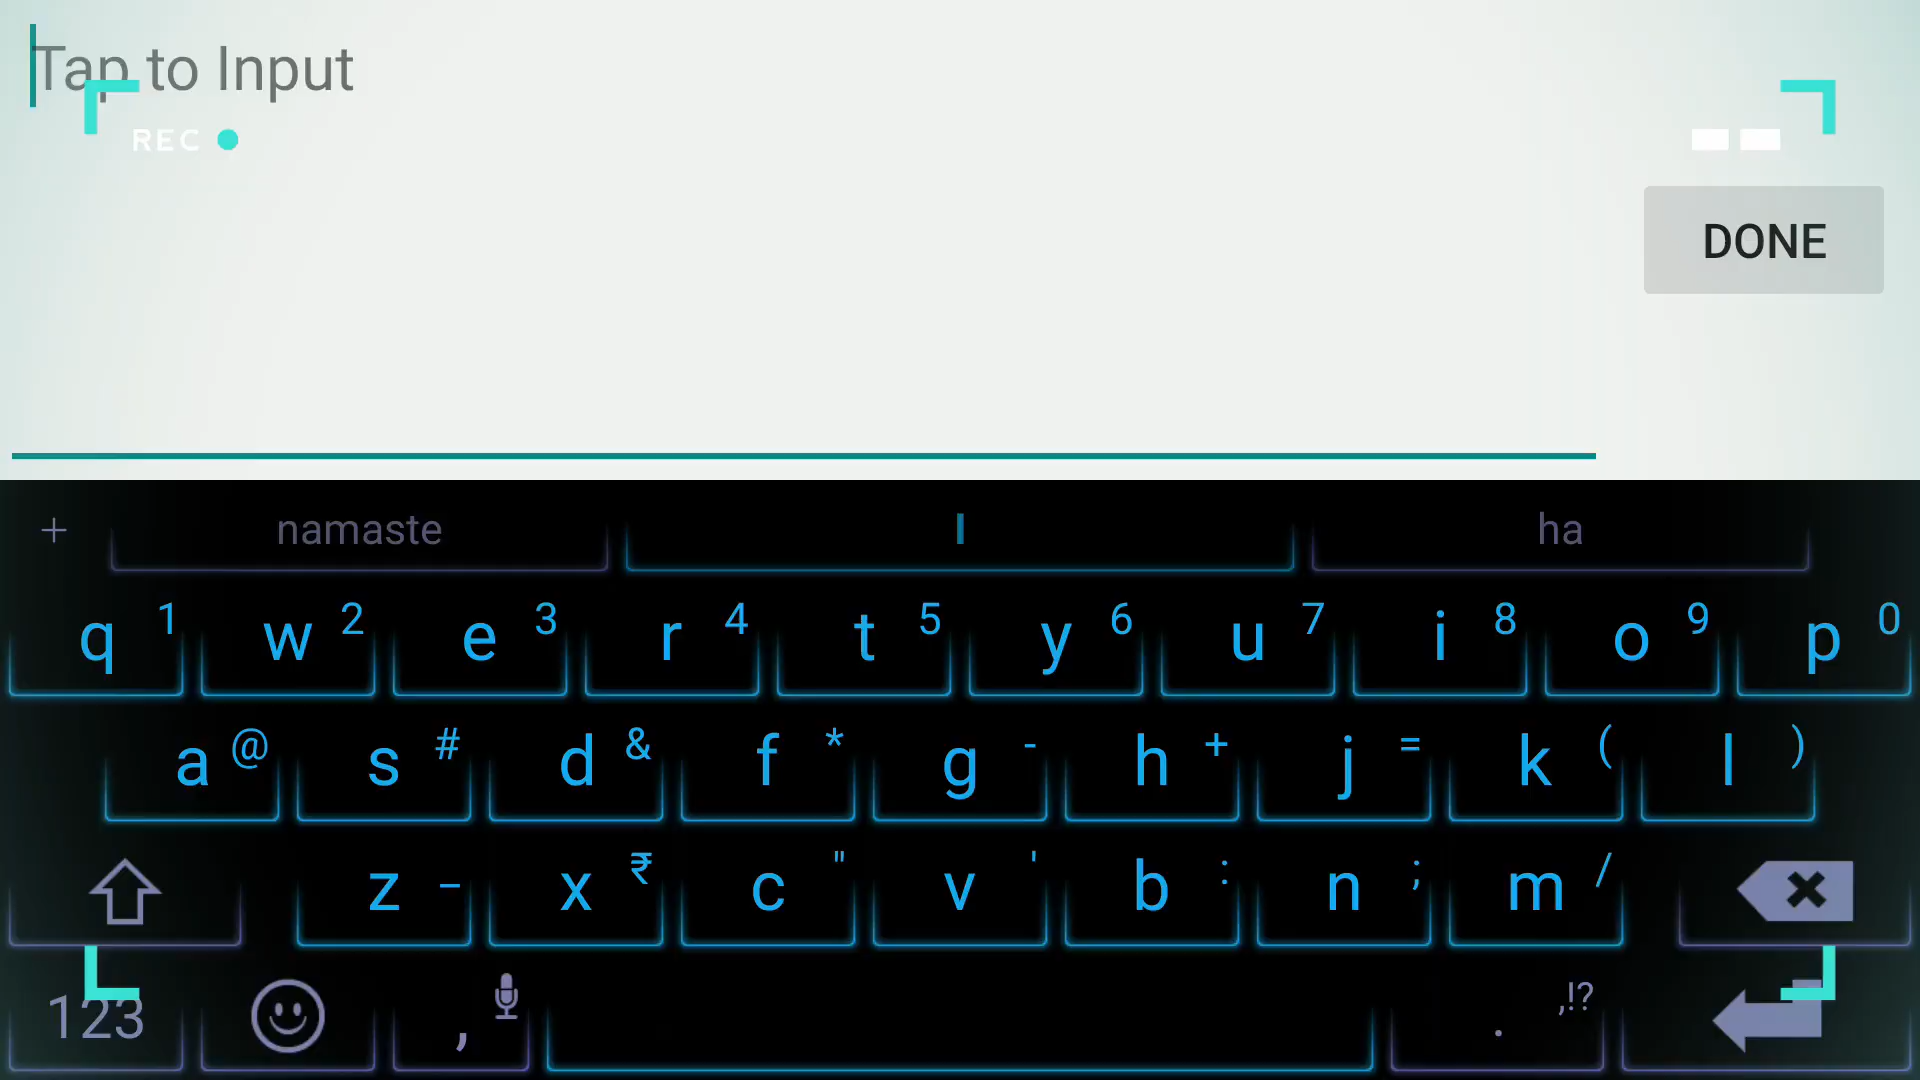 Tap to Input
REC
DONE
+ namaste I ha
q 1 w 2 e 3 r 4 t 5 y 6 u 7 i 8 o 9 p 0
a @ s # d & f * g - h + j = k ( l )
z _ x ₹ c " v ' b : n ; m /
123 , . ,!?